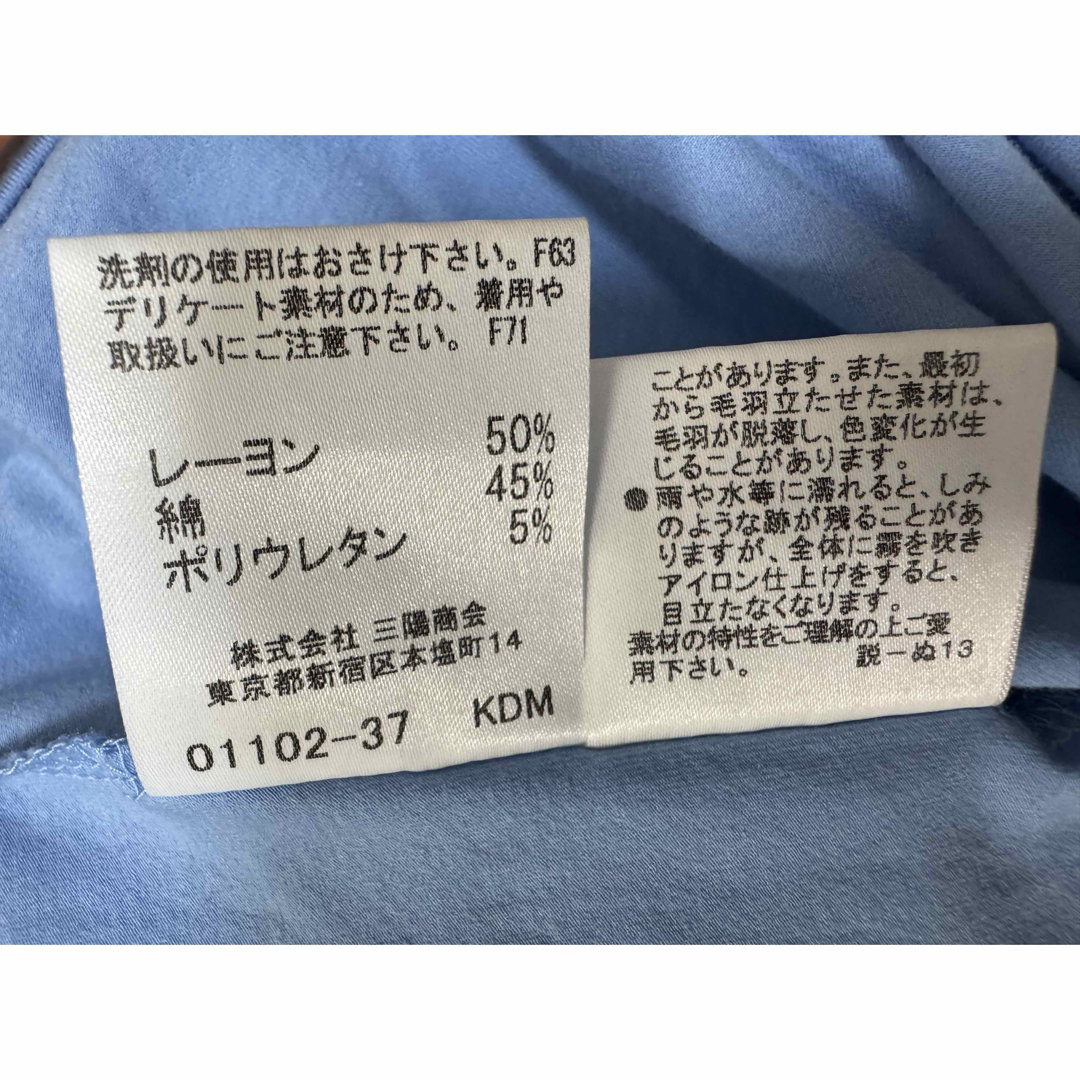 洗剤の使用はおさけ下さい。F63
デリケート素材のため、着用や
取扱いにご注意下さい。F71
レーヨン 50%
綿 45%
ポリウレタン 5%
株式会社 三陽商会
東京都新宿区本塩町14
01102-37 KDM
ことがあります。また、最初
から毛羽立たせた素材は、
毛羽が脱落し、色変化が生
じることがあります。
●雨や水等に濡れると、しみ
のような跡が残ることがあ
りますが、全体に霧を吹き
アイロン仕上げをすると、
目立たなくなります。
素材の特性をご理解の上ご愛
用下さい。 説ーぬ13